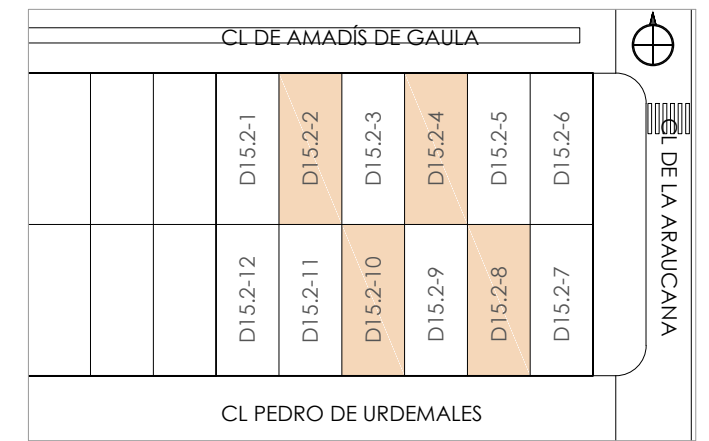 CL DE AMADÍS DE GAULA
D15.2-1
D15.2-2
D15.2-3
D15.2-4
D15.2-5
D15.2-6
CL DE LA ARAUCANA
D15.2-12
D15.2-11
D15.2-10
D15.2-9
D15.2-8
D15.2-7
CL PEDRO DE URDEMALES